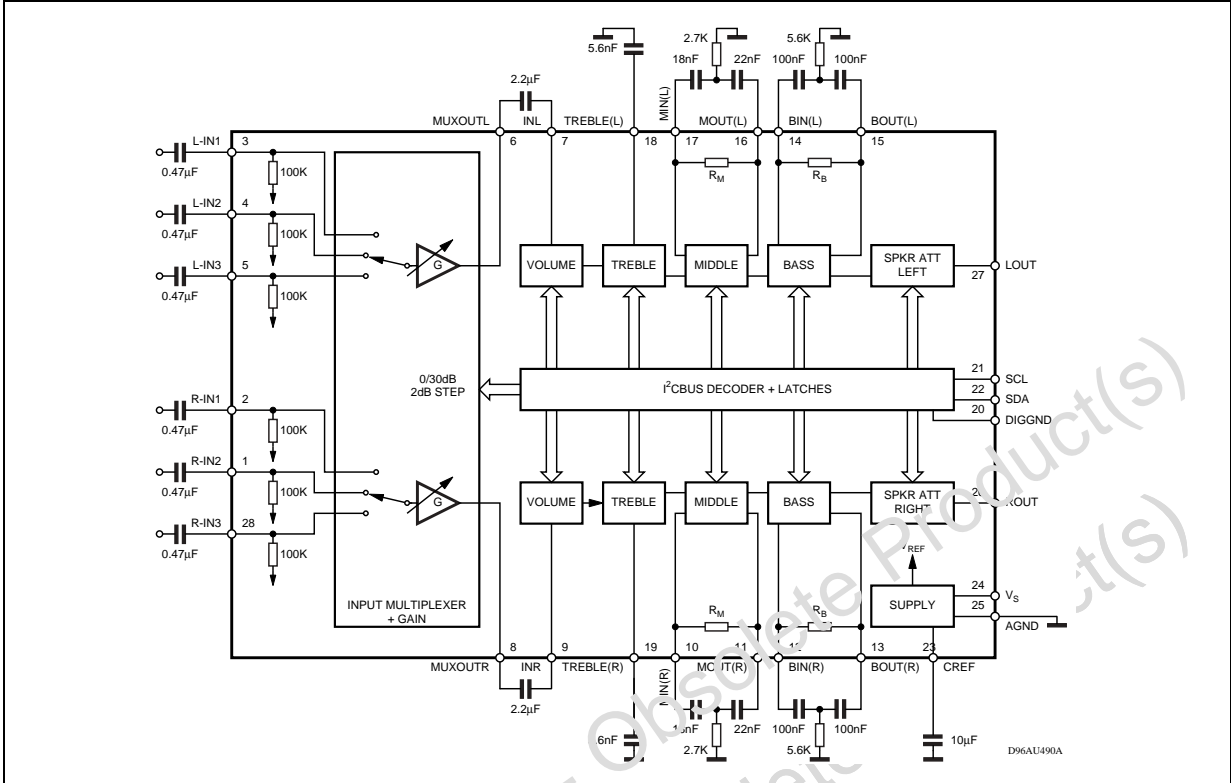 5.6nF
2.7K
18nF 22nF
5.6K
100nF 100nF
2.2µF
MUXOUTL INL TREBLE(L) MIN(L) MOUT(L) BIN(L) BOUT(L)
6 7 18 17 16 14 15
L-IN1 3
0.47µF 100K
L-IN2 4
0.47µF 100K
L-IN3 5
0.47µF 100K
RM RB
G
VOLUME TREBLE MIDDLE BASS SPKR ATT LEFT
27 LOUT
0/30dB
2dB STEP
I2CBUS DECODER + LATCHES
21 SCL
22 SDA
20 DIGGND
R-IN1 2
0.47µF 100K
R-IN2 1
0.47µF 100K
R-IN3 28
0.47µF 100K
G
VOLUME TREBLE MIDDLE BASS SPKR ATT RIGHT
INPUT MULTIPLEXER
+ GAIN
RM RB
SUPPLY
24 VS
25 AGND
8 9 19 10 11 12 13 23
MUXOUTR INR TREBLE(R) MIN(R) MOUT(R) BIN(R) BOUT(R) CREF
2.2µF
22nF
2.7K
100nF 100nF
5.6K
10µF
D96AU490A
Obsolete Product(s)